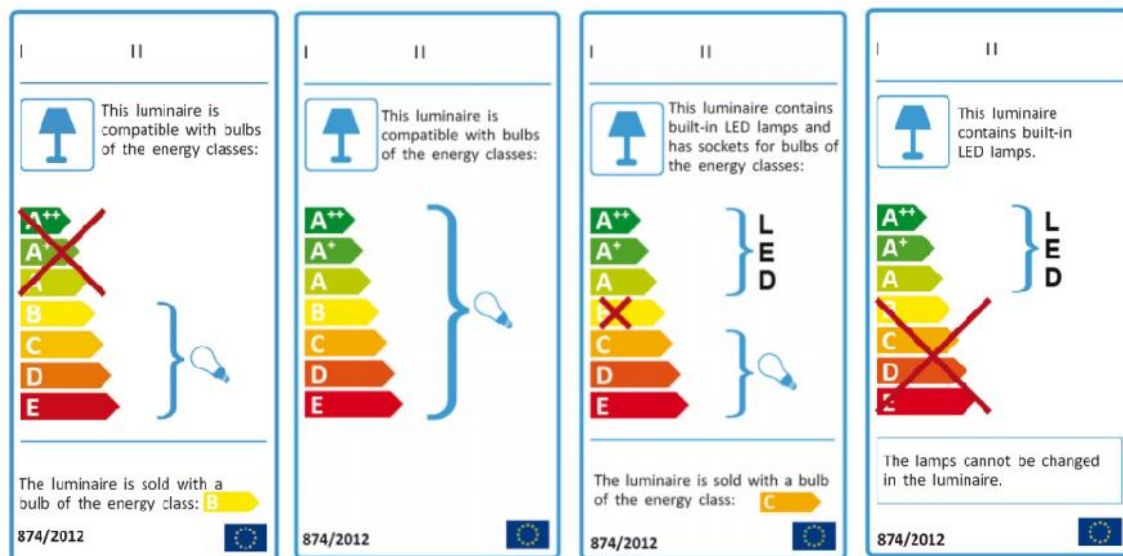 I II
This luminaire is
compatible with bulbs
of the energy classes:
A++
A+
A
B
C
D
E
The luminaire is sold with a
bulb of the energy class: B
874/2012
I II
This luminaire is
compatible with bulbs
of the energy classes:
A++
A+
A
B
C
D
E
874/2012
I II
This luminaire contains
built-in LED lamps and
has sockets for bulbs of
the energy classes:
A++
A+
A
L
E
D
C
D
E
The luminaire is sold with a bulb
of the energy class: C
874/2012
I II
This luminaire
contains built-in
LED lamps.
A++
A+
A
L
E
D
B
C
D
E
The lamps cannot be changed
in the luminaire.
874/2012